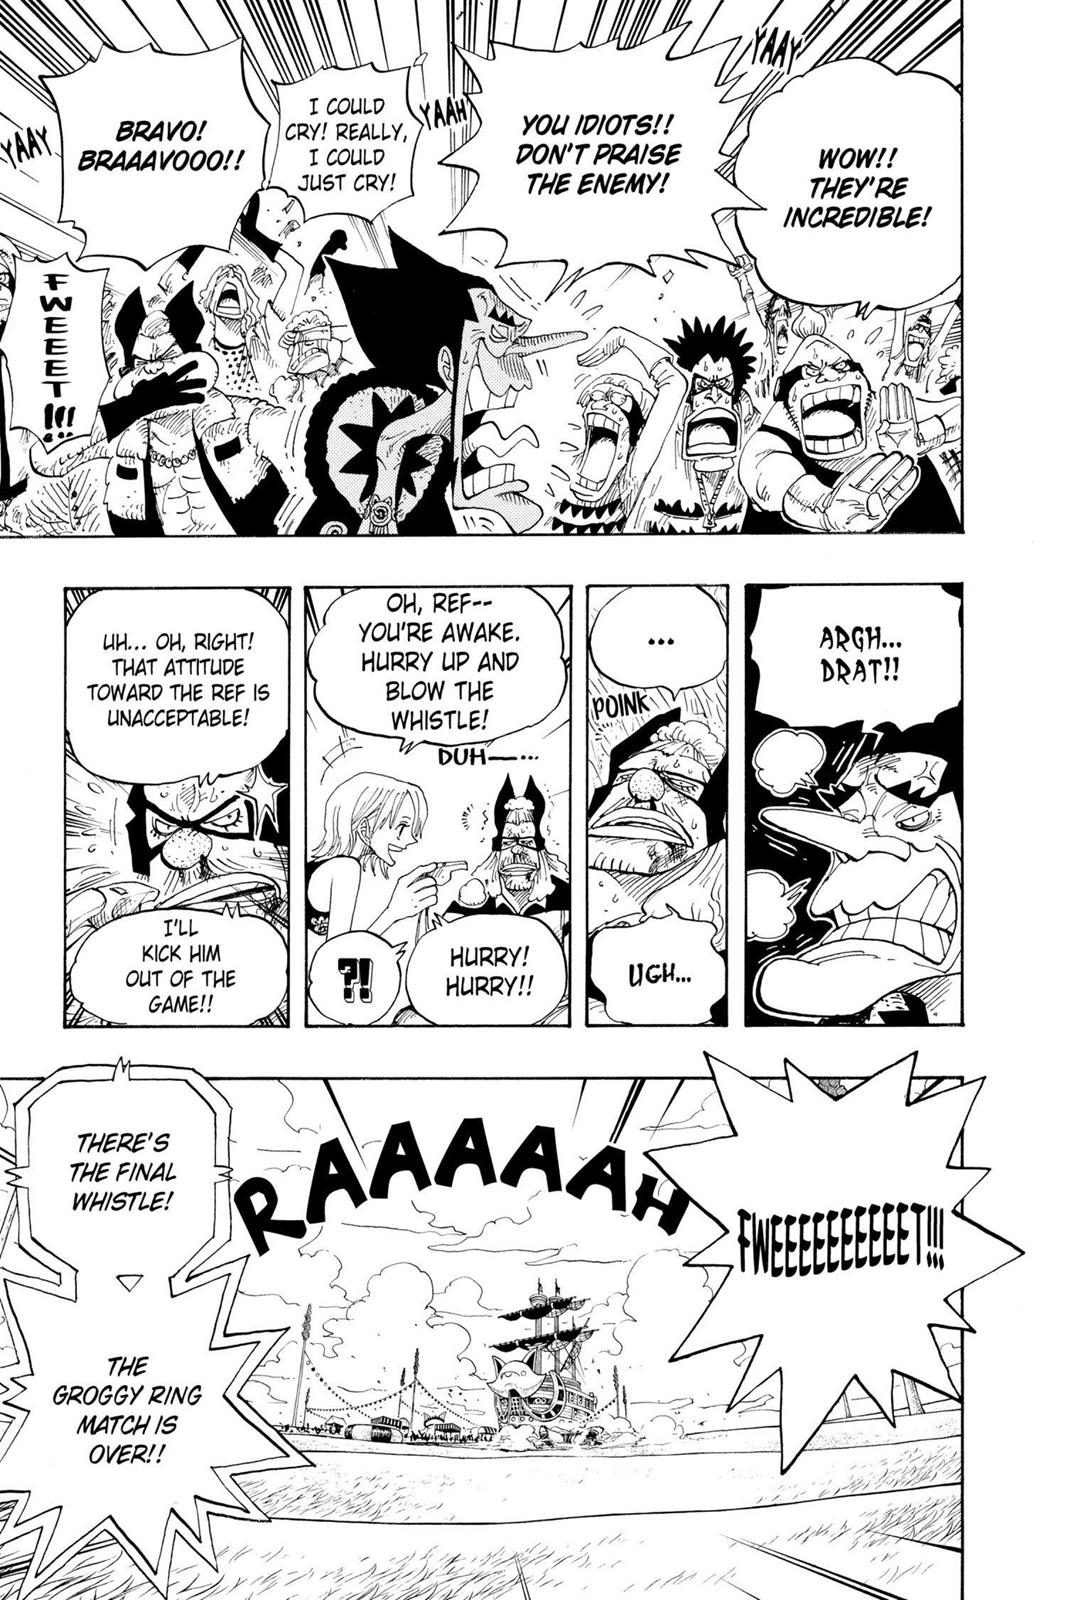 YAAY
WOW!!
THEY'RE
INCREDIBLE!
YOU IDIOTS!!
DON'T PRAISE
THE ENEMY!
YAAH
I COULD
CRY! REALLY,
I COULD
JUST CRY!
BRAVO!
BRAAAVOOO!!
YAAY
FWEEET!!!
ARGH...
DRAT!!
...
POINK
UGH...
OH, REF--
YOU'RE AWAKE.
HURRY UP AND
BLOW THE
WHISTLE!
DUH—...
HURRY!
HURRY!!
?!
UH... OH, RIGHT!
THAT ATTITUDE
TOWARD THE REF IS
UNACCEPTABLE!
I'LL
KICK HIM
OUT OF THE
GAME!!
FWEEEEEEEEEEET!!!
RAAAAAH
THERE'S
THE FINAL
WHISTLE!
THE
GROGGY RING
MATCH IS
OVER!!